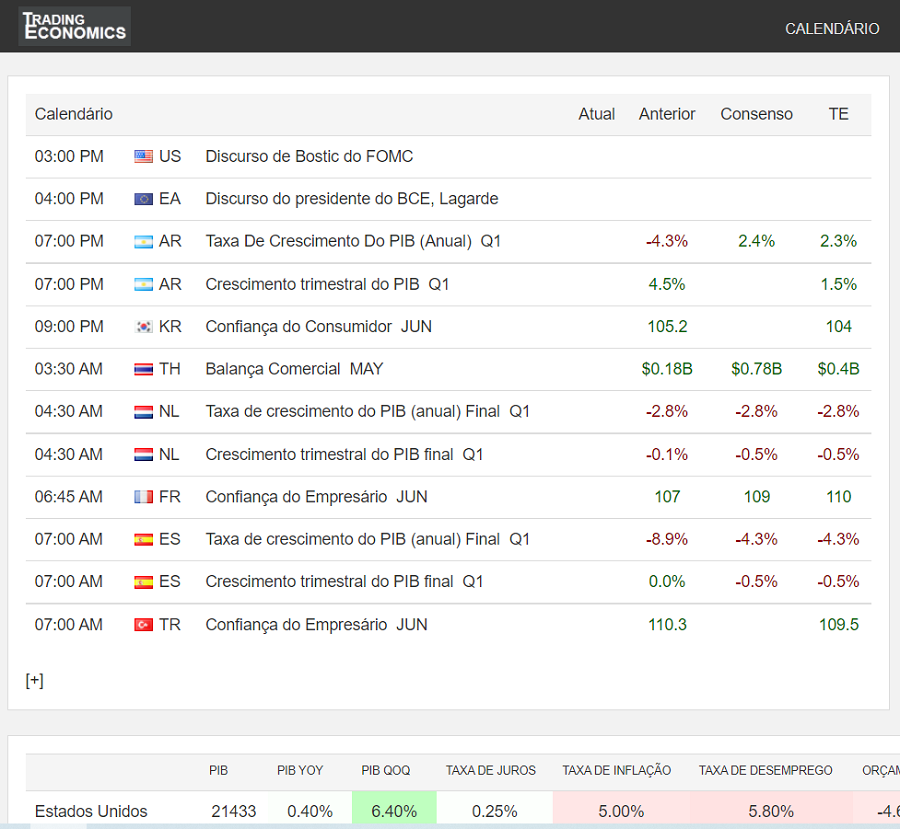 TRADING
ECONOMICS
CALENDÁRIO
Calendário Atual Anterior Consenso TE
03:00 PM US Discurso de Bostic do FOMC
04:00 PM EA Discurso do presidente do BCE, Lagarde
07:00 PM AR Taxa De Crescimento Do PIB (Anual) Q1 -4.3% 2.4% 2.3%
07:00 PM AR Crescimento trimestral do PIB Q1 4.5% 1.5%
09:00 PM KR Confiança do Consumidor JUN 105.2 104
03:30 AM TH Balança Comercial MAY $0.18B $0.78B $0.4B
04:30 AM NL Taxa de crescimento do PIB (anual) Final Q1 -2.8% -2.8% -2.8%
04:30 AM NL Crescimento trimestral do PIB final Q1 -0.1% -0.5% -0.5%
06:45 AM FR Confiança do Empresário JUN 107 109 110
07:00 AM ES Taxa de crescimento do PIB (anual) Final Q1 -8.9% -4.3% -4.3%
07:00 AM ES Crescimento trimestral do PIB final Q1 0.0% -0.5% -0.5%
07:00 AM TR Confiança do Empresário JUN 110.3 109.5
[+]
PIB PIB YOY PIB QOQ TAXA DE JUROS TAXA DE INFLAÇÃO TAXA DE DESEMPREGO
Estados Unidos 21433 0.40% 6.40% 0.25% 5.00% 5.80%